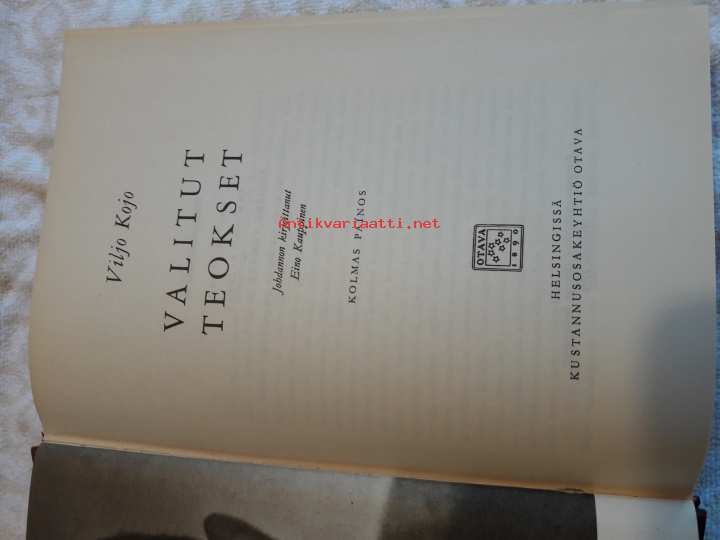 Viljo Kojo
VALITUT
TEOKSET
Johdannon kirjoittanut
Eino Kauppinen
antikvariaatti.net
KOLMAS PAINOS
OTAVA
1890
HELSINGISSÄ
KUSTANNUSOSAKEYHTIÖ OTAVA